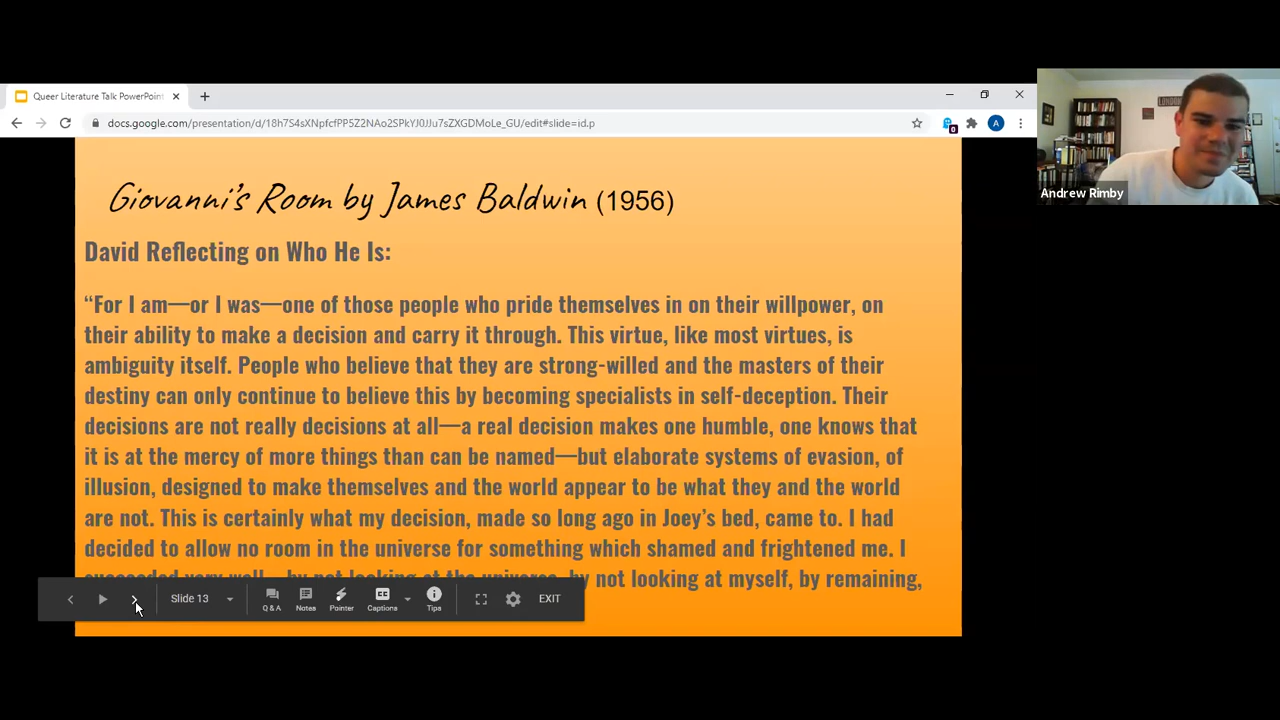 Queer Literature Talk PowerPoint
docs.google.com/presentation/d/18h7S4sXNpfcfPP5Z2NAo2SPkYJ0JJu7sZXGDMoLe_GU/edit#slide=id.p
A
Andrew Rimby
Giovanni's Room by James Baldwin (1956)
David Reflecting on Who He Is:
“For I am—or I was—one of those people who pride themselves in on their willpower, on
their ability to make a decision and carry it through. This virtue, like most virtues, is
ambiguity itself. People who believe that they are strong-willed and the masters of their
destiny can only continue to believe this by becoming specialists in self-deception. Their
decisions are not really decisions at all—a real decision makes one humble, one knows that
it is at the mercy of more things than can be named—but elaborate systems of evasion, of
illusion, designed to make themselves and the world appear to be what they and the world
are not. This is certainly what my decision, made so long ago in Joey’s bed, came to. I had
decided to allow no room in the universe for something which shamed and frightened me. I
succeeded very well—by not looking at the universe, by not looking at myself, by remaining,
Slide 13
Q & A
Notes
Pointer
Captions
Tips
EXIT